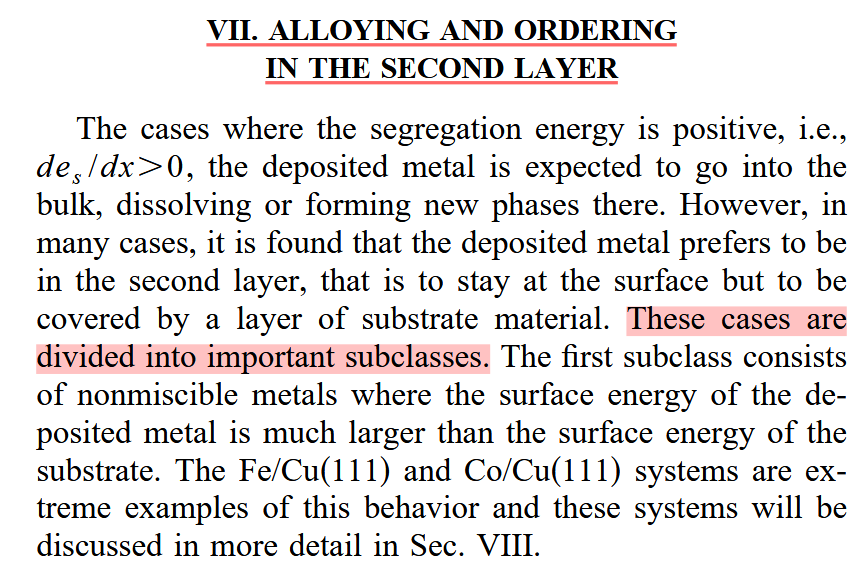 VII. ALLOYING AND ORDERING
IN THE SECOND LAYER
The cases where the segregation energy is positive, i.e.,
deₛ/dx>0, the deposited metal is expected to go into the
bulk, dissolving or forming new phases there. However, in
many cases, it is found that the deposited metal prefers to be
in the second layer, that is to stay at the surface but to be
covered by a layer of substrate material. These cases are
divided into important subclasses. The first subclass consists
of nonmiscible metals where the surface energy of the de-
posited metal is much larger than the surface energy of the
substrate. The Fe/Cu(111) and Co/Cu(111) systems are ex-
treme examples of this behavior and these systems will be
discussed in more detail in Sec. VIII.